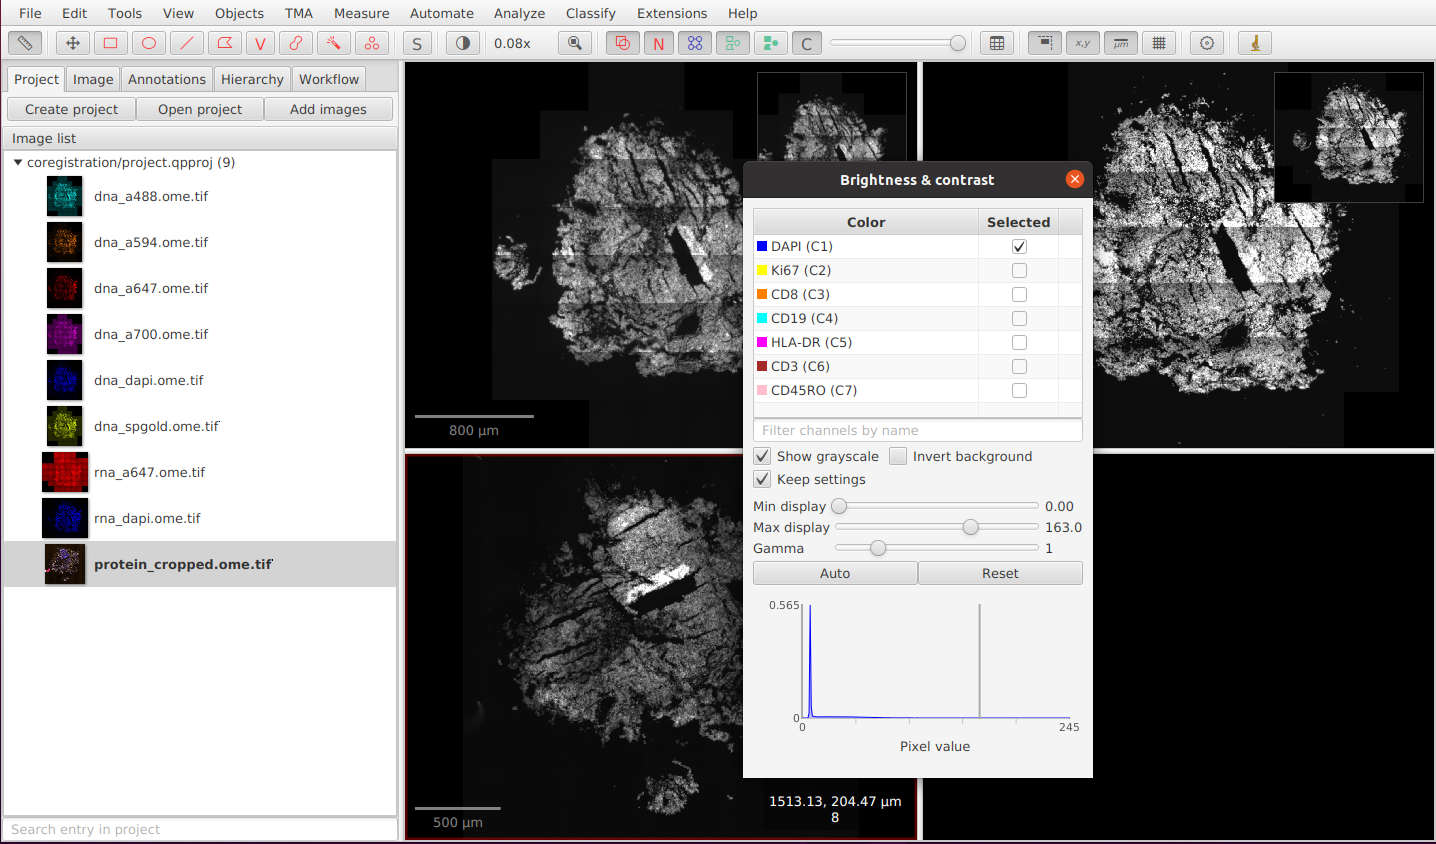 File Edit Tools View Objects TMA Measure Automate Analyze Classify Extensions Help
V S 0.08x N C x,y µm
Project Image Annotations Hierarchy Workflow
Create project Open project Add images
Image list
coregistration/project.qpproj (9)
dna_a488.ome.tif
dna_a594.ome.tif
dna_a647.ome.tif
dna_a700.ome.tif
dna_dapi.ome.tif
dna_spgold.ome.tif
rna_a647.ome.tif
rna_dapi.ome.tif
protein_cropped.ome.tif
Search entry in project
800 µm
500 µm
1513.13, 204.47 µm
8
Brightness & contrast
Color Selected
DAPI (C1)
Ki67 (C2)
CD8 (C3)
CD19 (C4)
HLA-DR (C5)
CD3 (C6)
CD45RO (C7)
Filter channels by name
Show grayscale Invert background
Keep settings
Min display 0.00
Max display 163.0
Gamma 1
Auto Reset
0.565
0
0 245
Pixel value